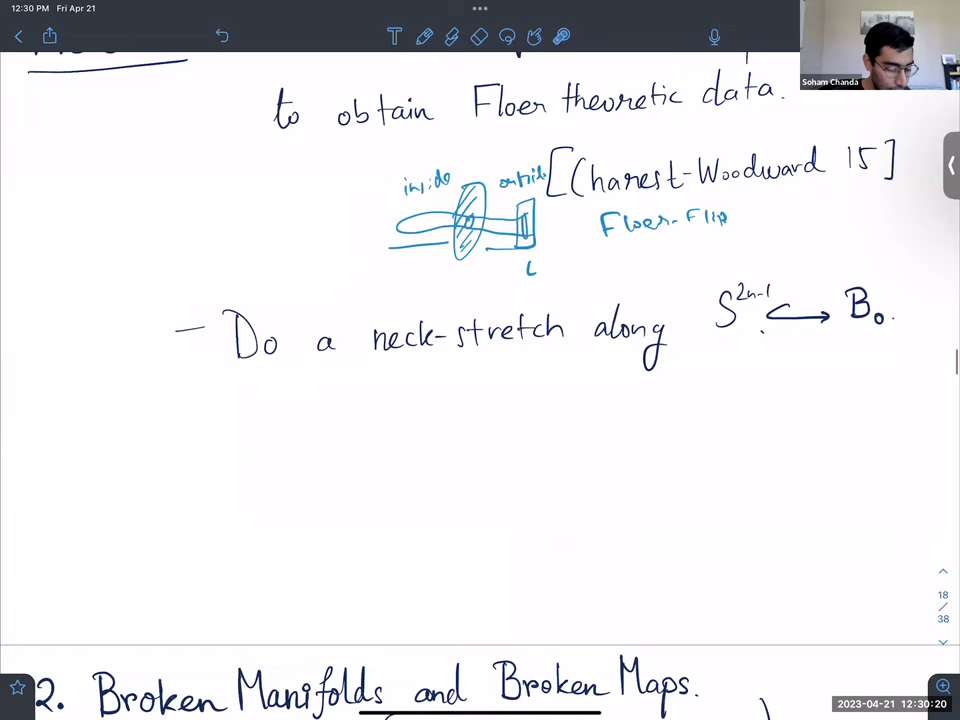 12:30 PM Fri Apr 21
Soham Chanda
to obtain Floer theoretic data.
[Charest-Woodward 15]
inside outside
Floer-Flip
L
— Do a neck-stretch along S^{2n-1} ↪ B_0.
18
/
38
2. Broken Manifolds and Broken Maps.
2023-04-21 12:30:20